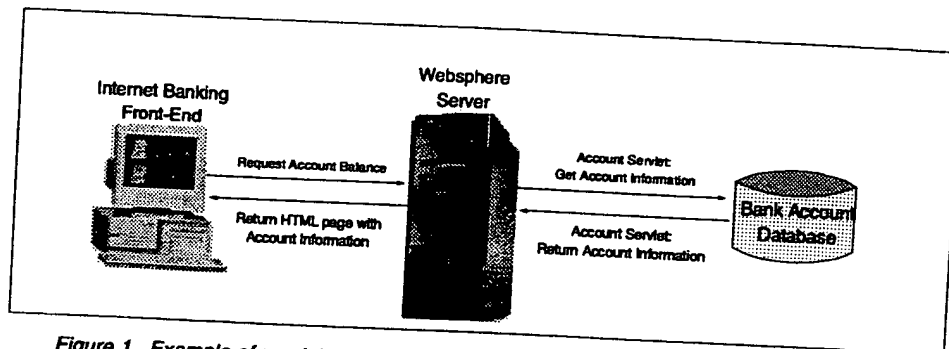 Internet Banking
Front-End
Websphere
Server
Request Account Balance
Return HTML page with
Account Information
Account Servlet:
Get Account Information
Account Servlet:
Return Account Information
Bank Account
Database
Figure 1. Example of